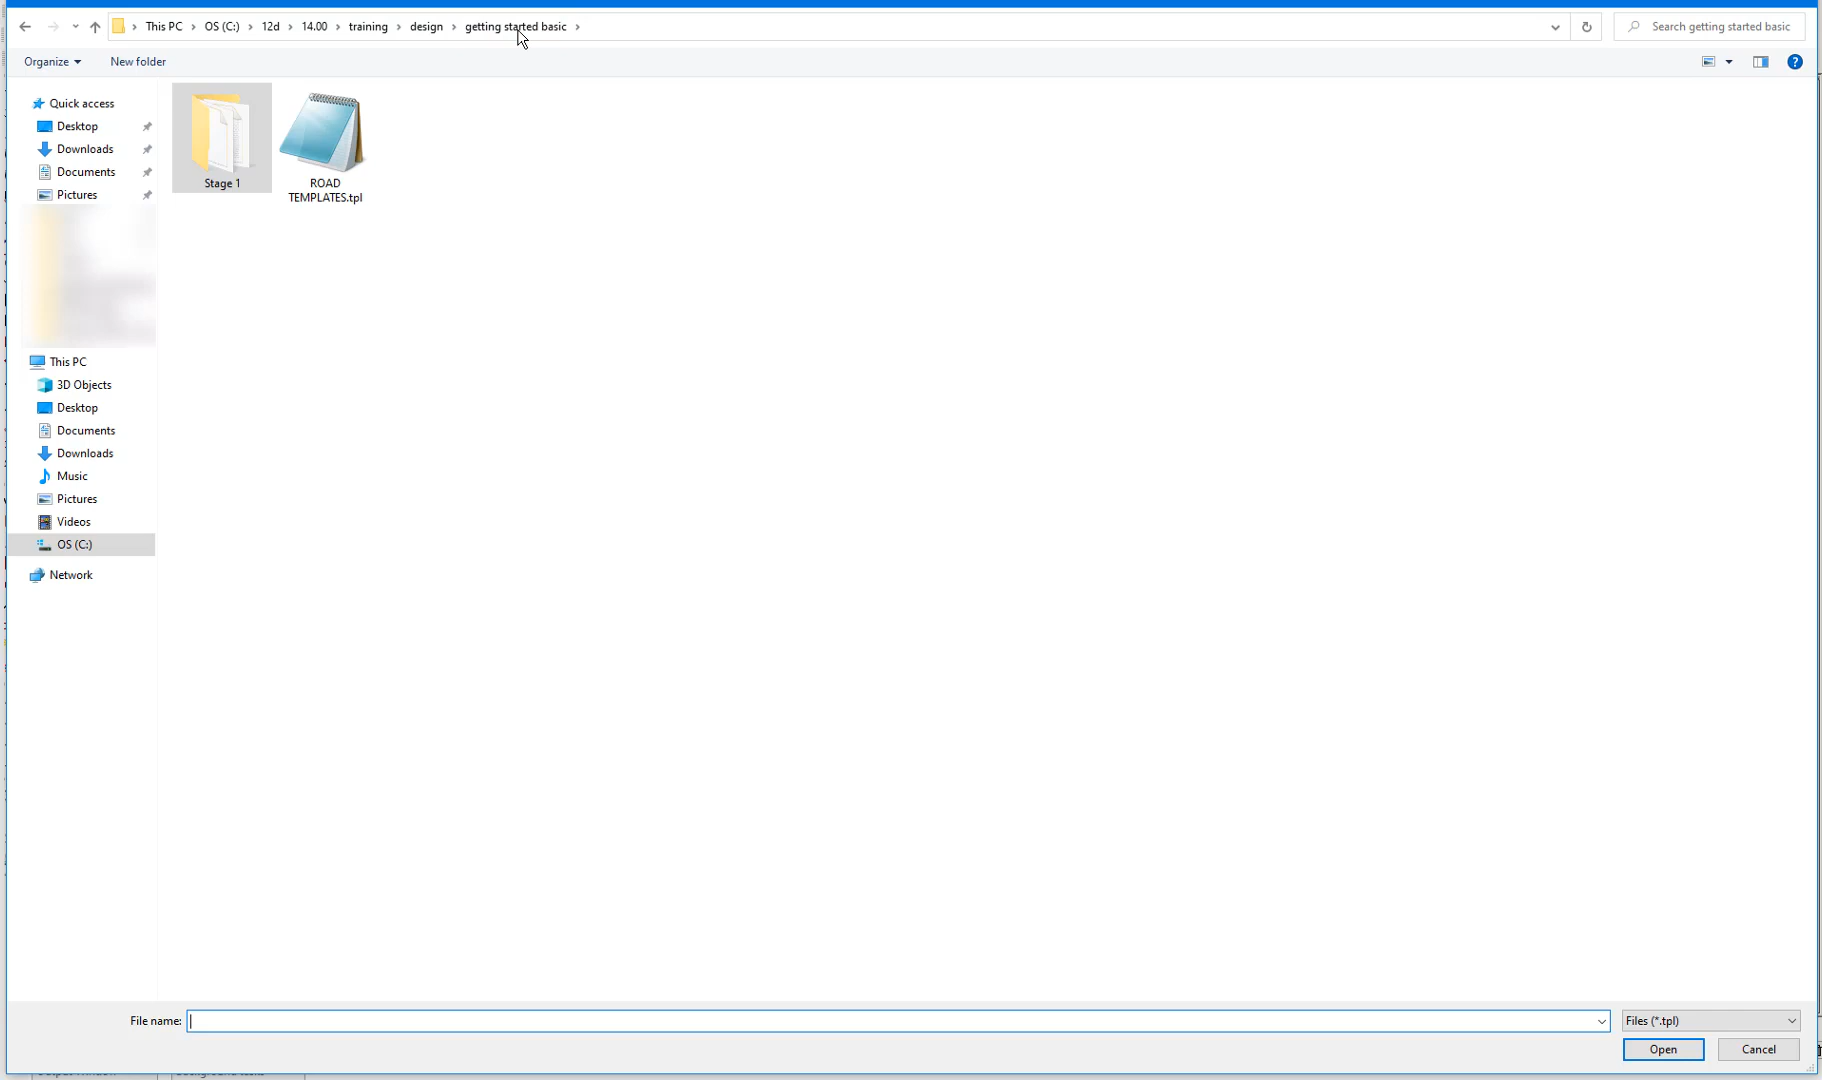 This PC > OS (C:) > 12d > 14.00 > training > design > getting started basic >
Search getting started basic
Organize
New folder
Quick access
Desktop
Downloads
Documents
Pictures
This PC
3D Objects
Desktop
Documents
Downloads
Music
Pictures
Videos
OS (C:)
Network
Stage 1
ROAD
TEMPLATES.tpl
File name:
Files (*.tpl)
Open
Cancel